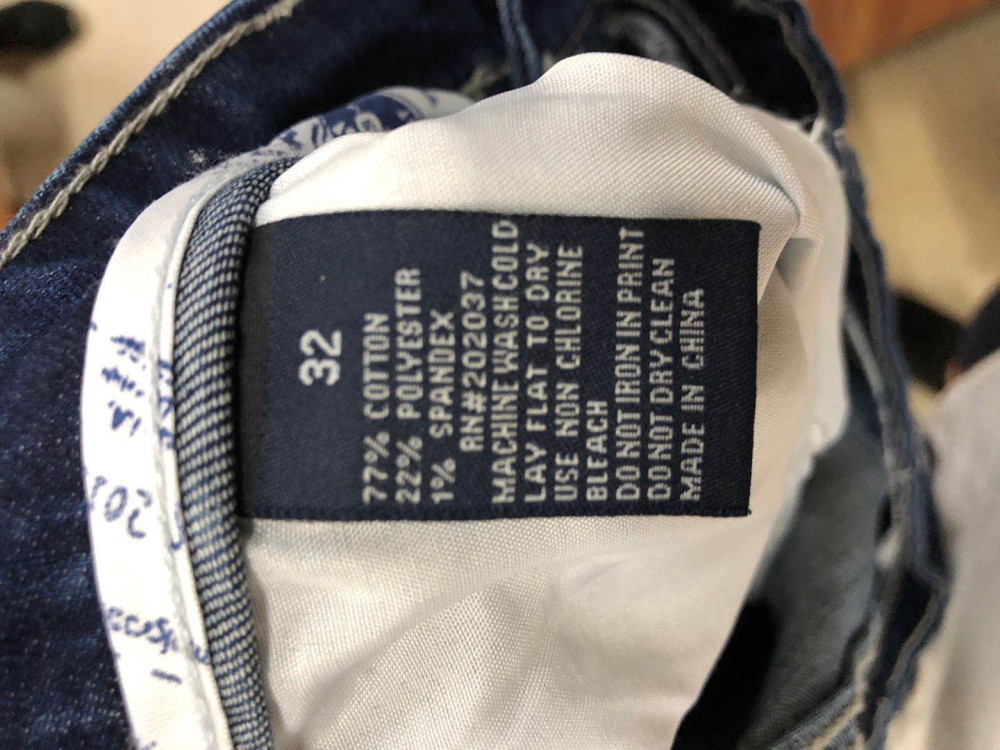 32
77% COTTON
22% POLYESTER
1% SPANDEX
RN#202037
MACHINE WASH COLD
LAY FLAT TO DRY
USE NON CHLORINE
BLEACH
DO NOT IRON IN PRINT
DO NOT DRY CLEAN
MADE IN CHINA